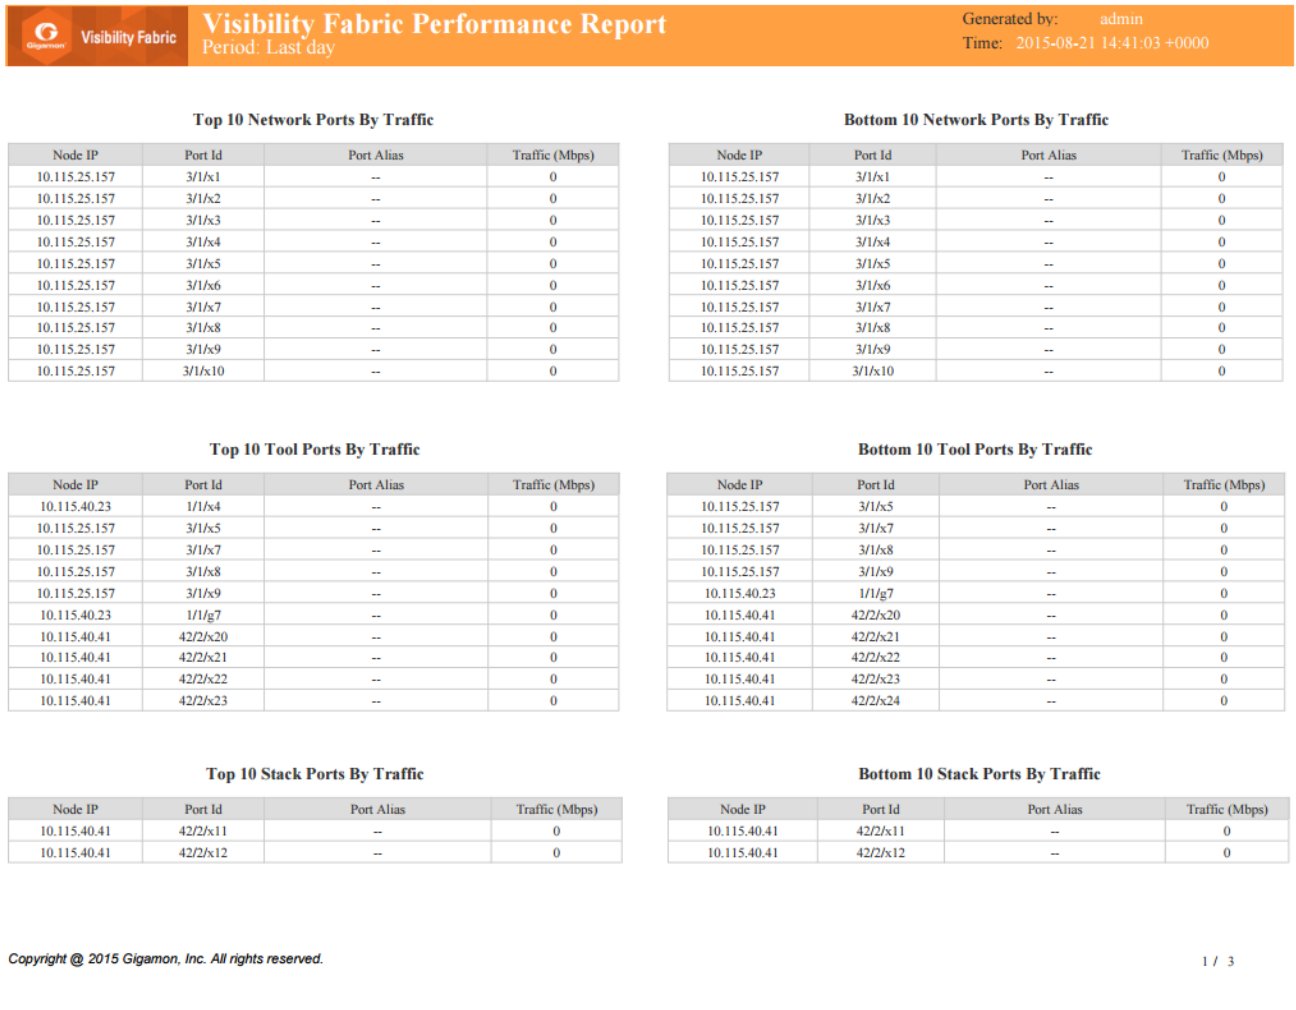 G
Gigamon
Visibility Fabric
Visibility Fabric Performance Report
Period: Last day
Generated by: admin
Time: 2015-08-21 14:41:03 +0000
Top 10 Network Ports By Traffic
Node IP Port Id Port Alias Traffic (Mbps)
10.115.25.157 3/1/x1 -- 0
10.115.25.157 3/1/x2 -- 0
10.115.25.157 3/1/x3 -- 0
10.115.25.157 3/1/x4 -- 0
10.115.25.157 3/1/x5 -- 0
10.115.25.157 3/1/x6 -- 0
10.115.25.157 3/1/x7 -- 0
10.115.25.157 3/1/x8 -- 0
10.115.25.157 3/1/x9 -- 0
10.115.25.157 3/1/x10 -- 0
Bottom 10 Network Ports By Traffic
Node IP Port Id Port Alias Traffic (Mbps)
10.115.25.157 3/1/x1 -- 0
10.115.25.157 3/1/x2 -- 0
10.115.25.157 3/1/x3 -- 0
10.115.25.157 3/1/x4 -- 0
10.115.25.157 3/1/x5 -- 0
10.115.25.157 3/1/x6 -- 0
10.115.25.157 3/1/x7 -- 0
10.115.25.157 3/1/x8 -- 0
10.115.25.157 3/1/x9 -- 0
10.115.25.157 3/1/x10 -- 0
Top 10 Tool Ports By Traffic
Node IP Port Id Port Alias Traffic (Mbps)
10.115.40.23 1/1/x4 -- 0
10.115.25.157 3/1/x5 -- 0
10.115.25.157 3/1/x7 -- 0
10.115.25.157 3/1/x8 -- 0
10.115.25.157 3/1/x9 -- 0
10.115.40.23 1/1/g7 -- 0
10.115.40.41 42/2/x20 -- 0
10.115.40.41 42/2/x21 -- 0
10.115.40.41 42/2/x22 -- 0
10.115.40.41 42/2/x23 -- 0
Bottom 10 Tool Ports By Traffic
Node IP Port Id Port Alias Traffic (Mbps)
10.115.25.157 3/1/x5 -- 0
10.115.25.157 3/1/x7 -- 0
10.115.25.157 3/1/x8 -- 0
10.115.25.157 3/1/x9 -- 0
10.115.40.23 1/1/g7 -- 0
10.115.40.41 42/2/x20 -- 0
10.115.40.41 42/2/x21 -- 0
10.115.40.41 42/2/x22 -- 0
10.115.40.41 42/2/x23 -- 0
10.115.40.41 42/2/x24 -- 0
Top 10 Stack Ports By Traffic
Node IP Port Id Port Alias Traffic (Mbps)
10.115.40.41 42/2/x11 -- 0
10.115.40.41 42/2/x12 -- 0
Bottom 10 Stack Ports By Traffic
Node IP Port Id Port Alias Traffic (Mbps)
10.115.40.41 42/2/x11 -- 0
10.115.40.41 42/2/x12 -- 0
Copyright @ 2015 Gigamon, Inc. All rights reserved.
1 / 3